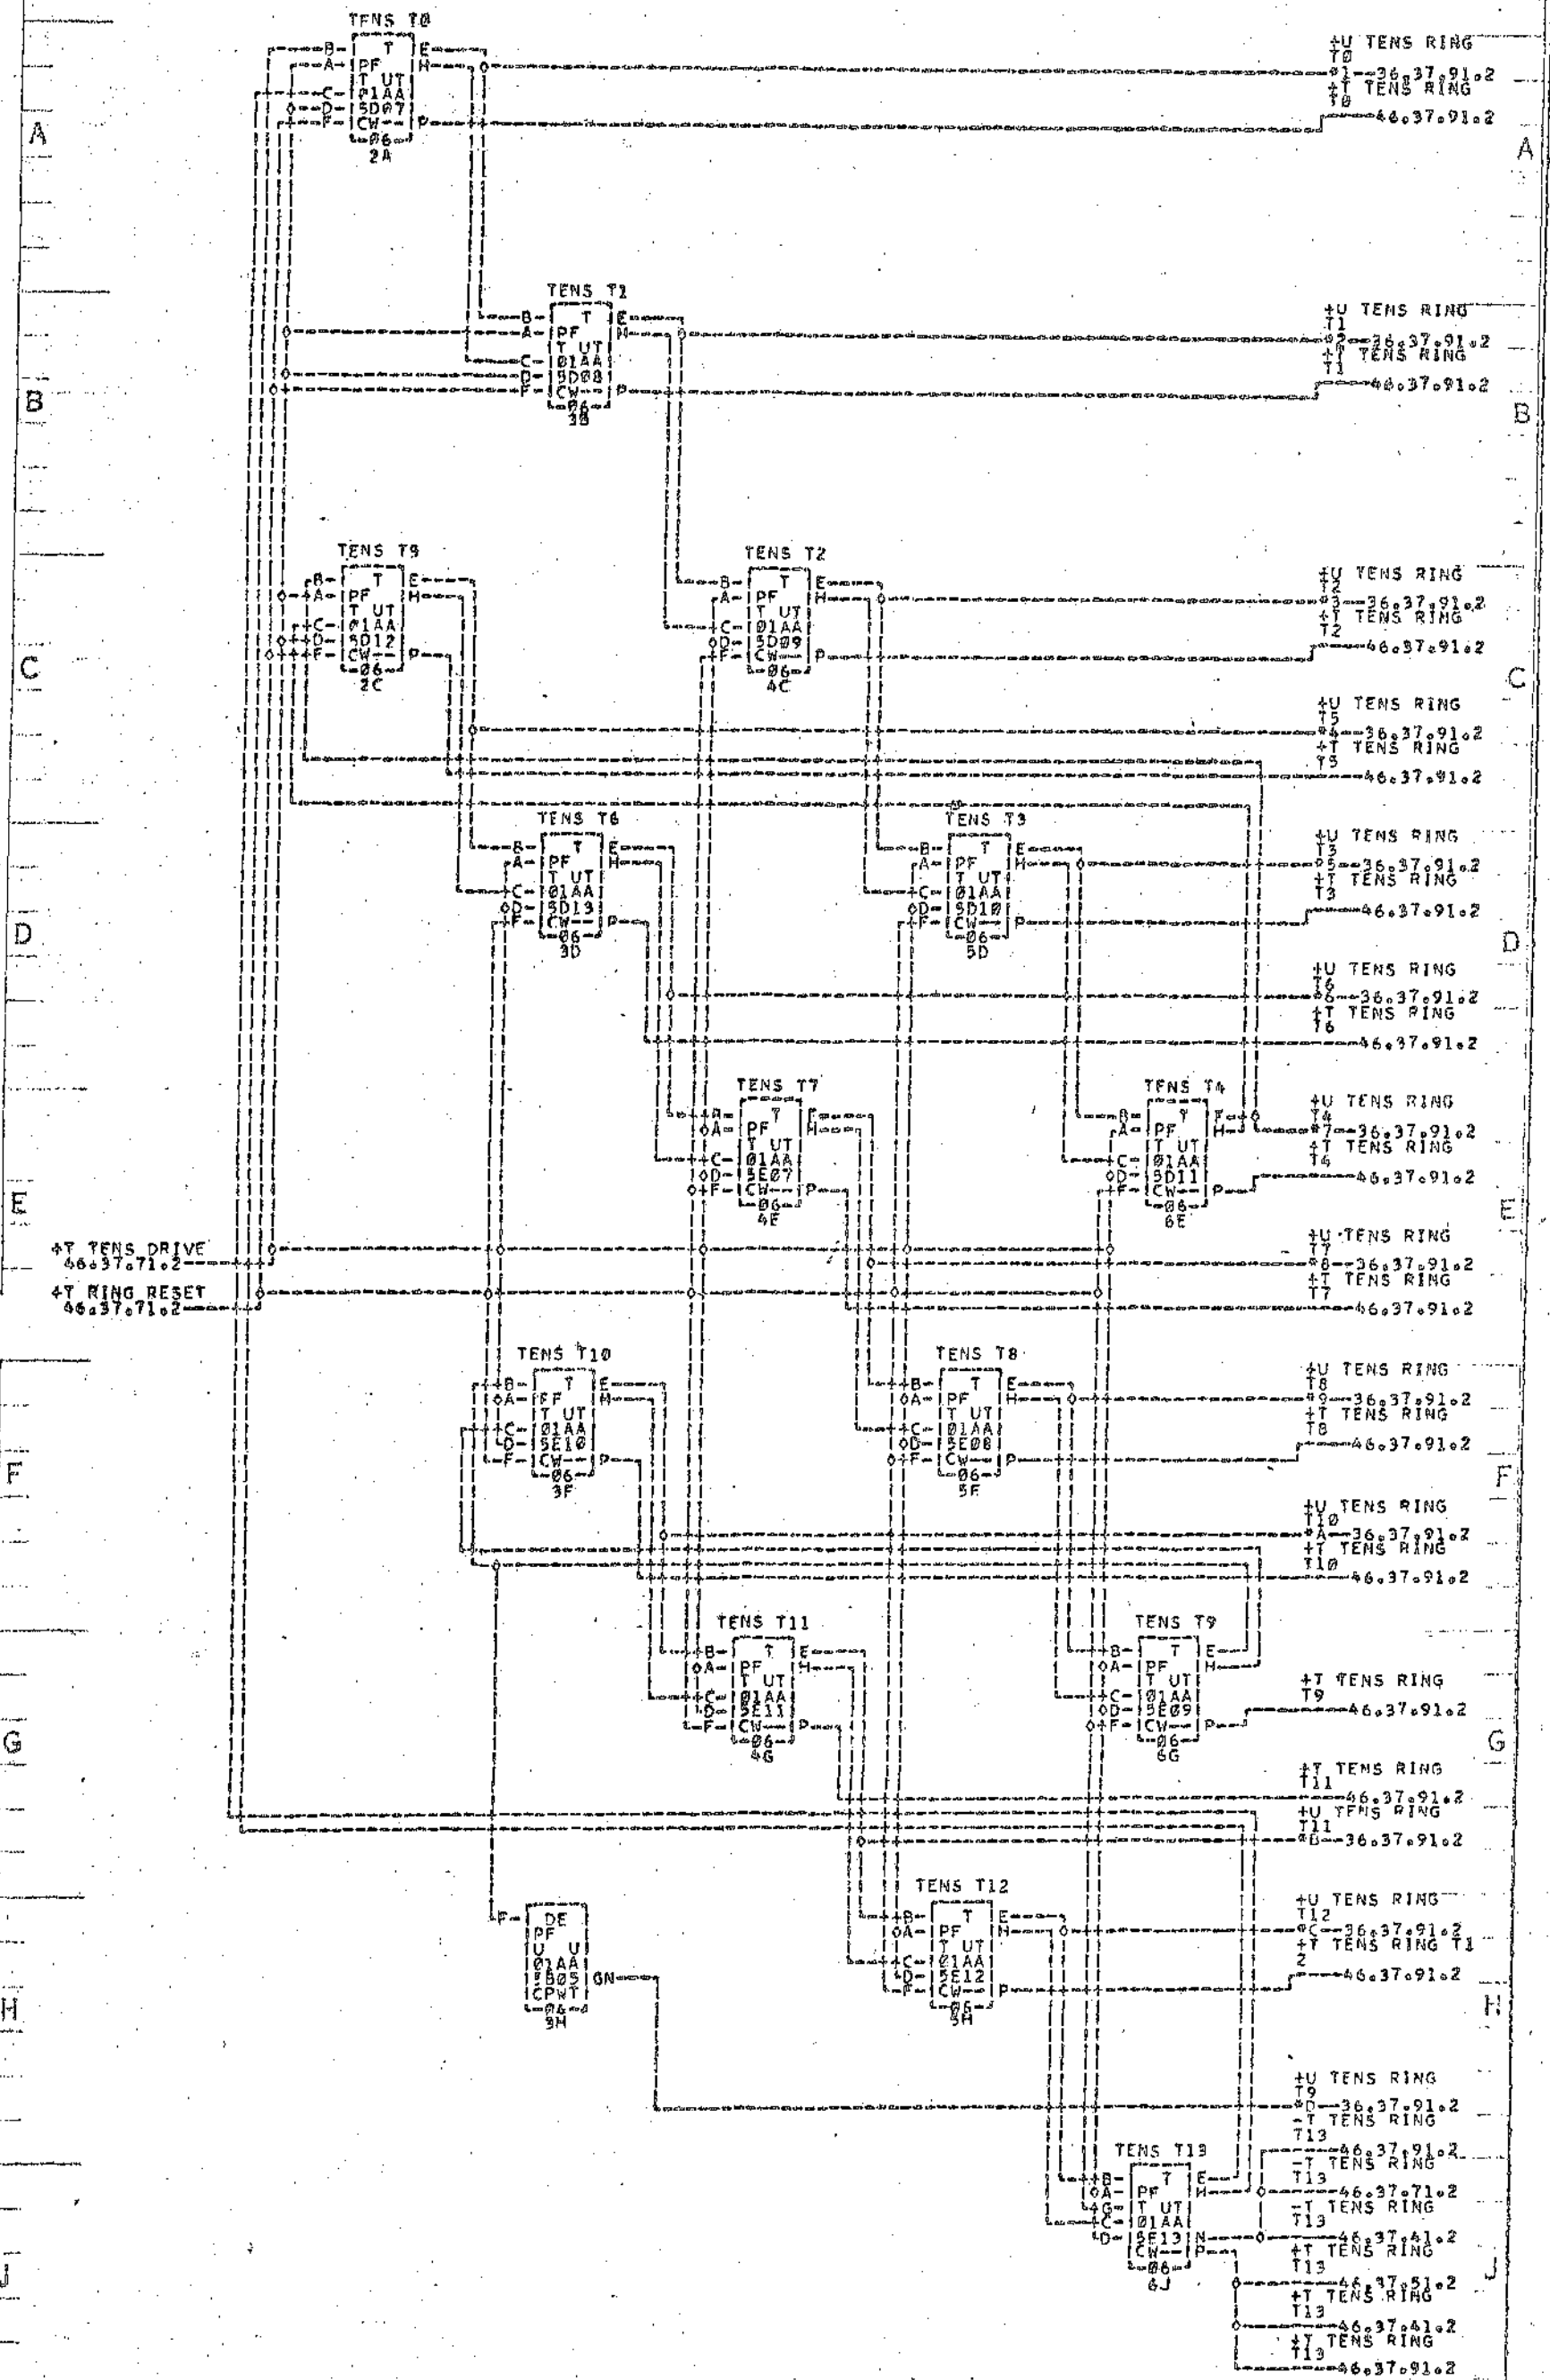 TENS T0
B- T E
A- PF H
T UT
C- 01AA
D- 5D07
F- CW-- P
--06--
2A
+U TENS RING
T0
*1--36.37.91.2
+T TENS RING
T0
46.37.91.2
A
A
TENS T1
B- T E
A- PF H
T UT
C- 01AA
D- 5D08
F- CW-- P
--06--
3B
+U TENS RING
T1
*2--36.37.91.2
+T TENS RING
T1
46.37.91.2
B
B
TENS T5
B- T E
A- PF H
T UT
C- 01AA
D- 5D12
F- CW-- P
--06--
2C
TENS T2
B- T E
A- PF H
T UT
C- 01AA
D- 5D09
F- CW-- P
--06--
4C
+U TENS RING
T2
*3--36.37.91.2
+T TENS RING
T2
46.37.91.2
C
C
+U TENS RING
T5
*4--36.37.91.2
+T TENS RING
T5
46.37.91.2
TENS T6
B- T E
A- PF H
T UT
C- 01AA
D- 5D13
F- CW-- P
--06--
3D
TENS T3
B- T E
A- PF H
T UT
C- 01AA
D- 5D10
F- CW-- P
--06--
5D
+U TENS RING
T3
*5--36.37.91.2
+T TENS RING
T3
46.37.91.2
D
D
+U TENS RING
T6
*6--36.37.91.2
+T TENS RING
T6
46.37.91.2
TENS T7
B- T E
A- PF H
T UT
C- 01AA
D- 5E07
F- CW-- P
--06--
4E
TENS T4
B- T E
A- PF H
T UT
C- 01AA
D- 5D11
F- CW-- P
--06--
6E
+U TENS RING
T4
*7--36.37.91.2
+T TENS RING
T4
46.37.91.2
E
E
+T TENS DRIVE
46.37.71.2
+T RING RESET
46.37.71.2
+U TENS RING
T7
*8--36.37.91.2
+T TENS RING
T7
46.37.91.2
TENS T10
B- T E
A- PF H
T UT
C- 01AA
D- 5E10
F- CW-- P
--06--
3F
TENS T8
B- T E
A- PF H
T UT
C- 01AA
D- 5E08
F- CW-- P
--06--
5F
+U TENS RING
T8
*9--36.37.91.2
+T TENS RING
T8
46.37.91.2
F
F
+U TENS RING
T10
*A--36.37.91.2
+T TENS RING
T10
46.37.91.2
TENS T11
B- T E
A- PF H
T UT
C- 01AA
D- 5E11
F- CW-- P
--06--
4G
TENS T9
B- T E
A- PF H
T UT
C- 01AA
D- 5E09
F- CW-- P
--06--
6G
+T TENS RING
T9
46.37.91.2
G
G
+T TENS RING
T11
46.37.91.2
+U TENS RING
T11
*B--36.37.91.2
F- DE
PF
U U
01AA
5B05 GN
CPWT
3H
TENS T12
B- T E
A- PF H
T UT
C- 01AA
D- 5E12
F- CW-- P
--06--
5H
+U TENS RING
T12
*C--36.37.91.2
+T TENS RING T1
2
46.37.91.2
H
H
+U TENS RING
T9
*D--36.37.91.2
-T TENS RING
T13
46.37.91.2
TENS T13
B- T E
A- PF H
G- T UT
C- 01AA
D- 5E13 N
CW-- P
--06--
6J
-T TENS RING
T13
46.37.71.2
-T TENS RING
T13
46.37.41.2
+T TENS RING
T13
46.37.51.2
+T TENS RING
T13
46.37.41.2
+T TENS RING
T13
46.37.91.2
J
J